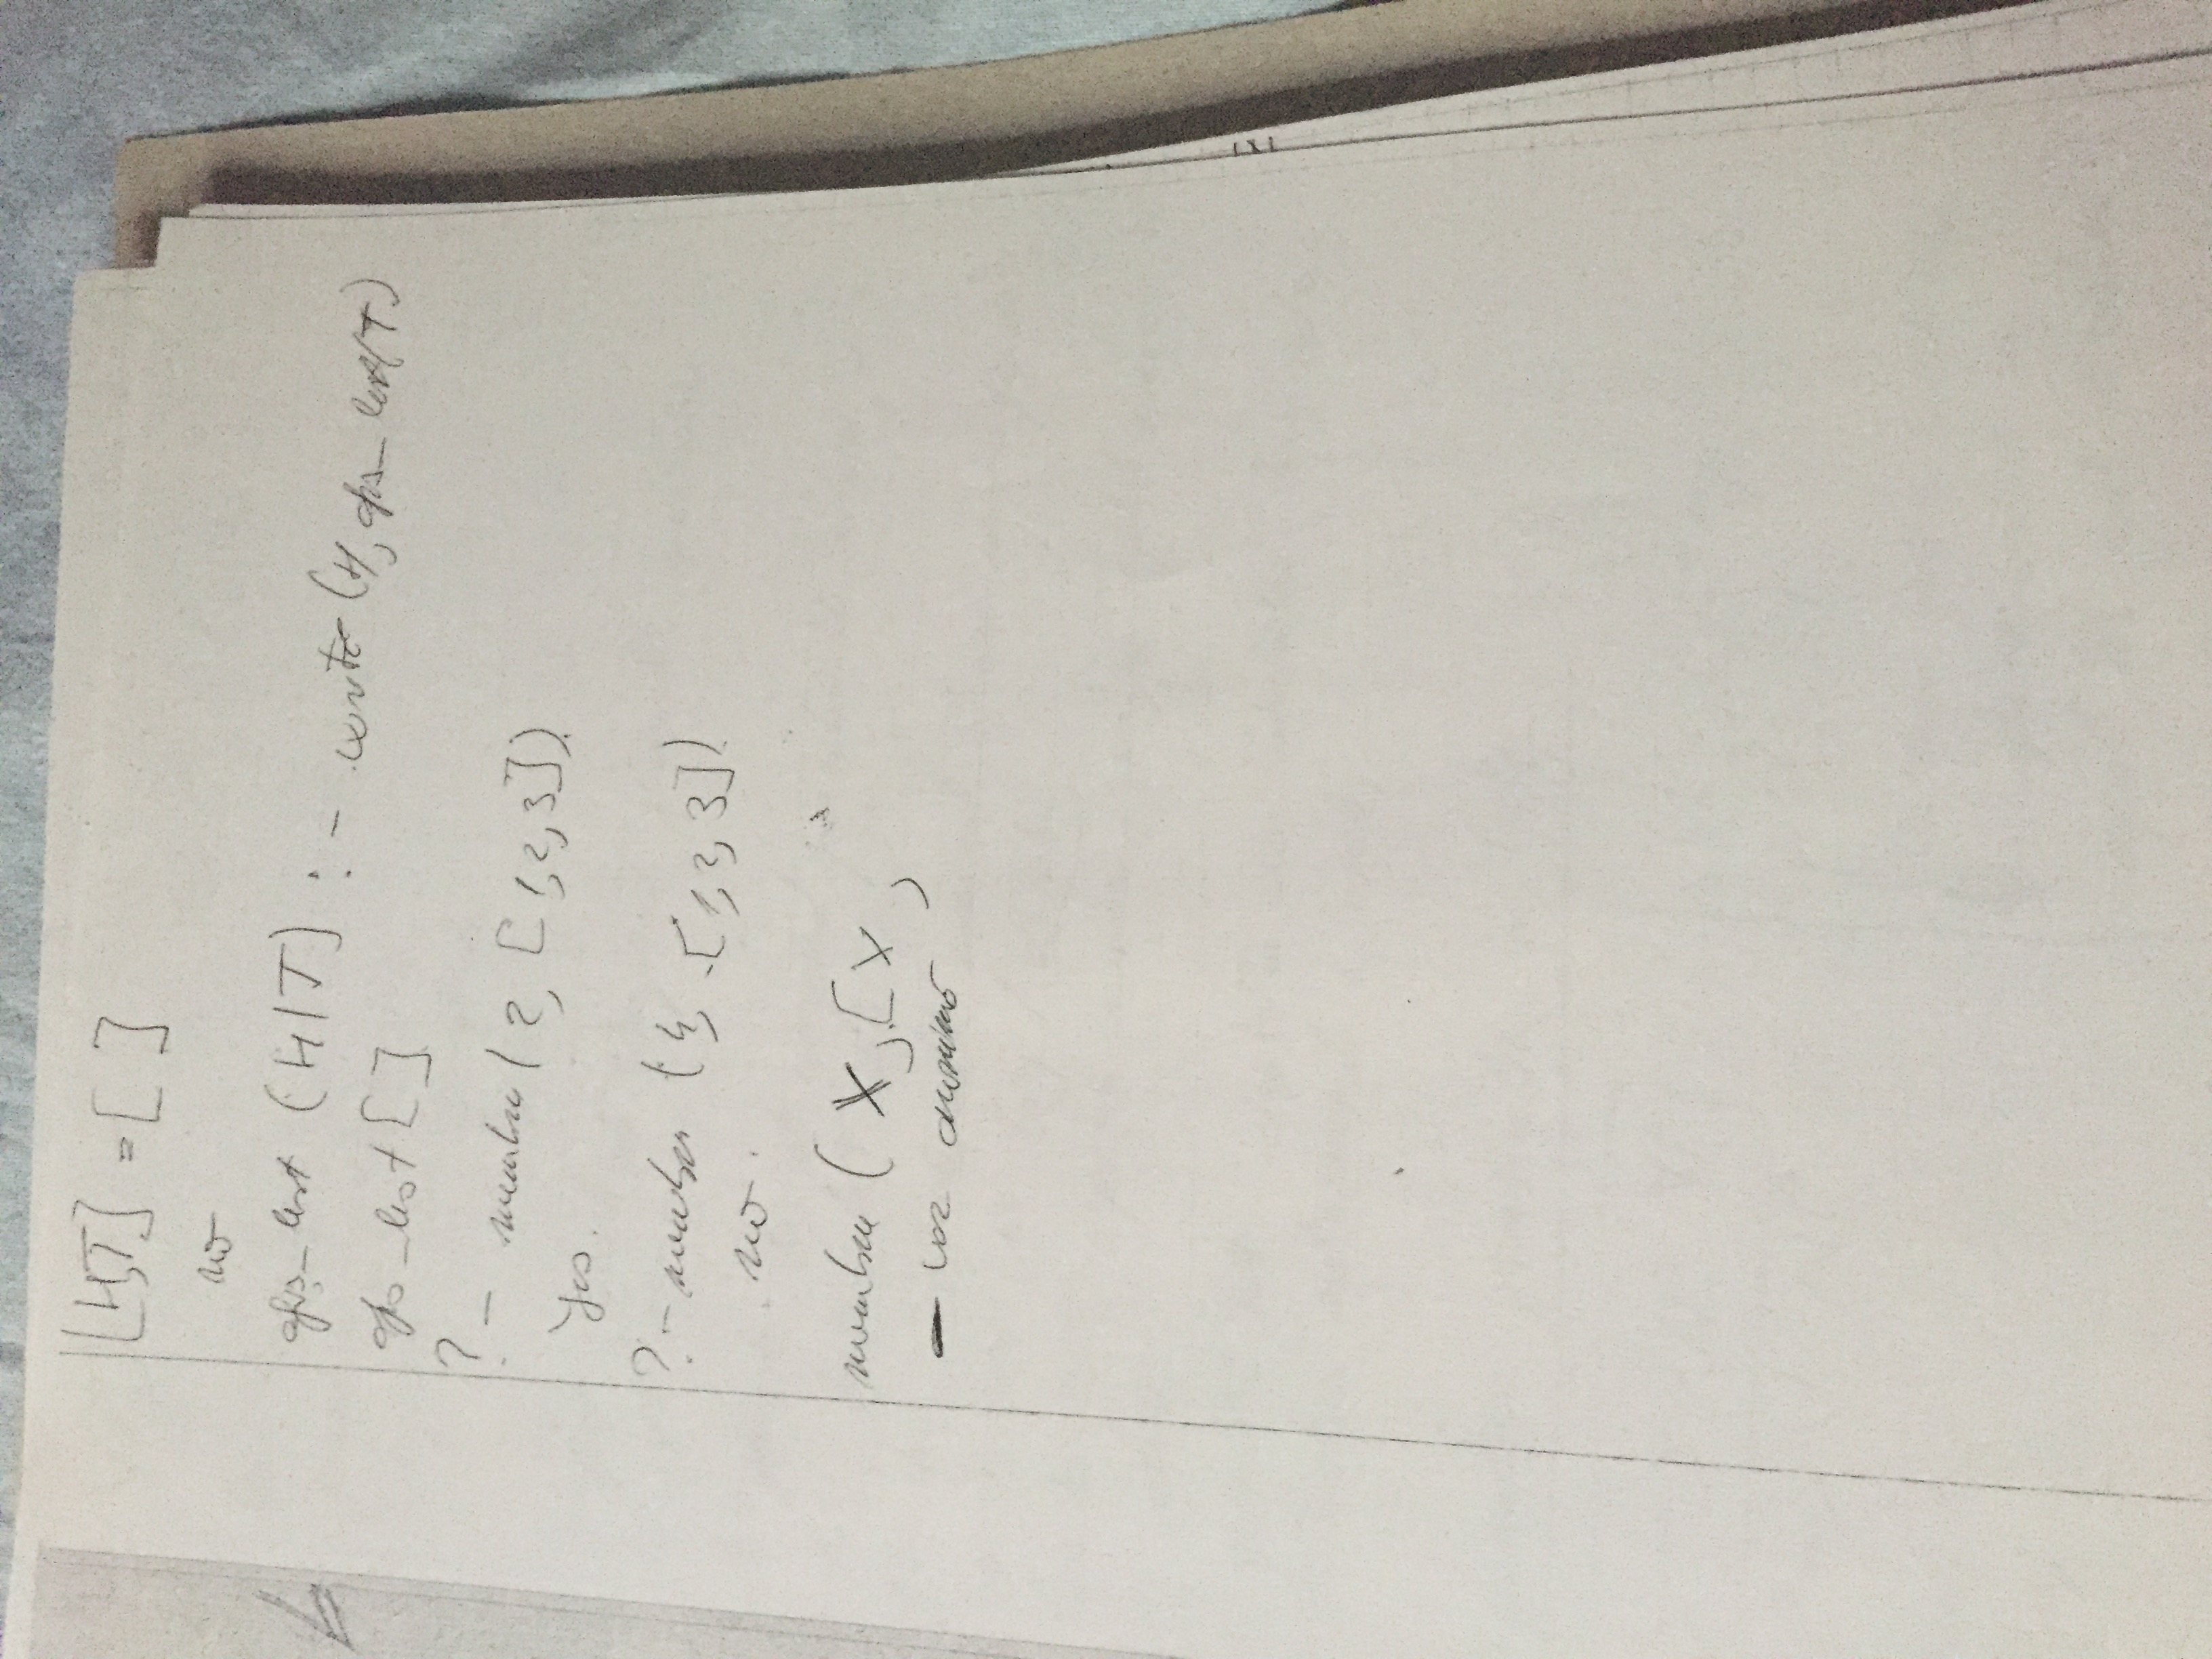 [H,T] = [ ]
no
afis_list (H|T] :- write (H, afis_list(T)
afis_list [ ]
?- member ( 2, [1,2,3]).
Yes.
?- member (4, [1,2,3]).
no.
member ( X, [X,
- var anonimă